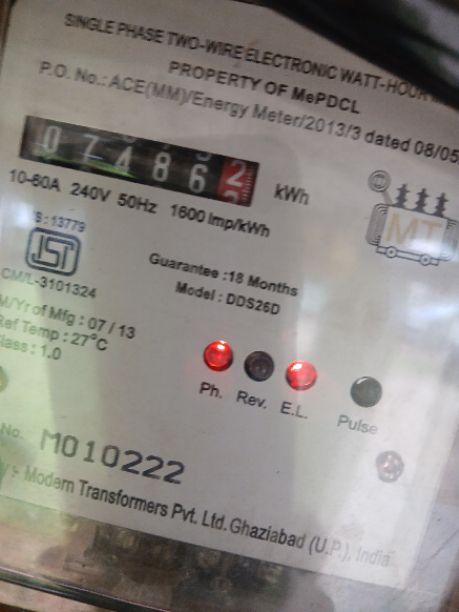 SINGLE PHASE TWO-WIRE ELECTRONIC WATT-HOUR
PROPERTY OF MePDCL
P.O. No.: ACE(MM)/Energy Meter/2013/3 dated 08/05
074862 kWh
10-60A 240V 50Hz 1600 Imp/kWh
S : 13779
ISI
CM/L-3101324
MT
Guarantee :18 Months
Model : DDS26D
M/Yr of Mfg : 07 / 13
Ref Temp : 27°C
Class : 1.0
Ph. Rev. E.L. Pulse
No. M010222
:- Modern Transformers Pvt. Ltd. Ghaziabad (U.P.), India